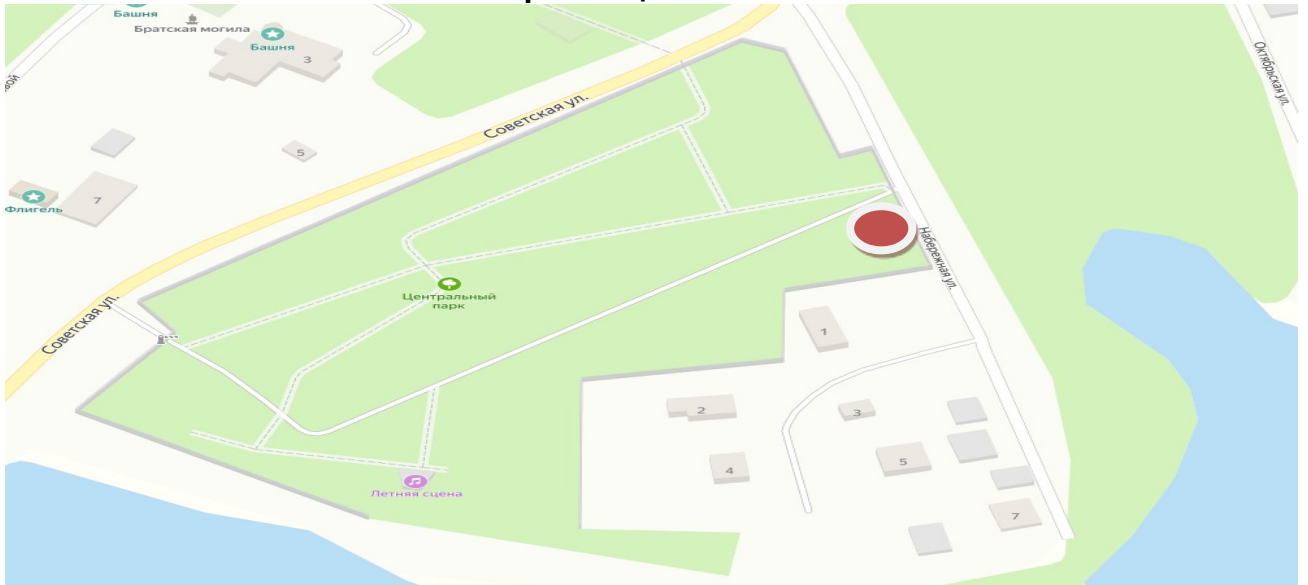 Башня
Братская могила
Башня
3
вой
Октябрьская ул.
Советская ул.
5
7
Флигель
Набережная ул.
Центральный
парк
Советская ул.
1
2
3
4
5
Летняя сцена
7